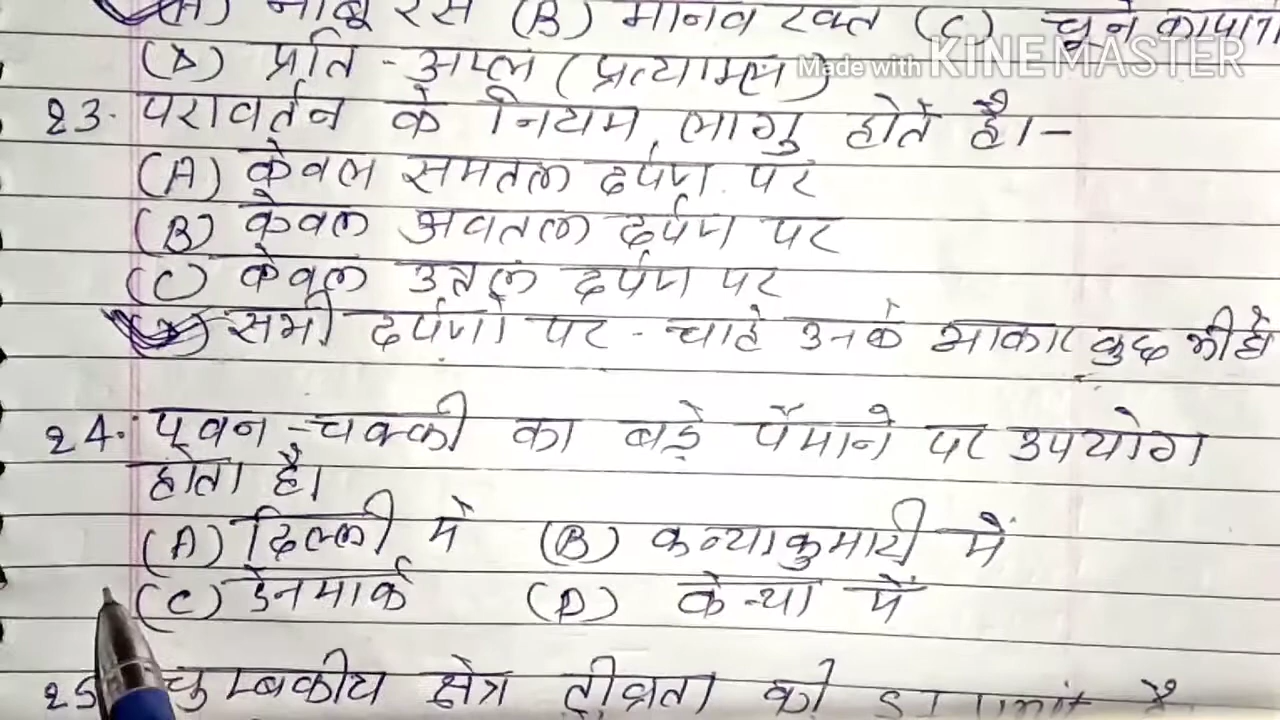 (A) नींबू रस (B) मानव रक्त (C) चूने का पानी
(D) प्रति-अम्ल (प्रत्याम्ल)
Made with KINEMASTER
23. परावर्तन के नियम लागु होते है।-
(A) केवल समतल दर्पण पर
(B) केवल अवतल दर्पण पर
(C) केवल उत्तल दर्पण पर
(D) सभी दर्पणों पर - चाहे उनके आकार कुछ भी हो
24. पवन-चक्की का बड़े पैमाने पर उपयोग
होता है।
(A) दिल्ली में (B) कन्याकुमारी में
(C) डेनमार्क (D) केन्या में
25 चुम्बकीय क्षेत्र तीव्रता की S I unit है